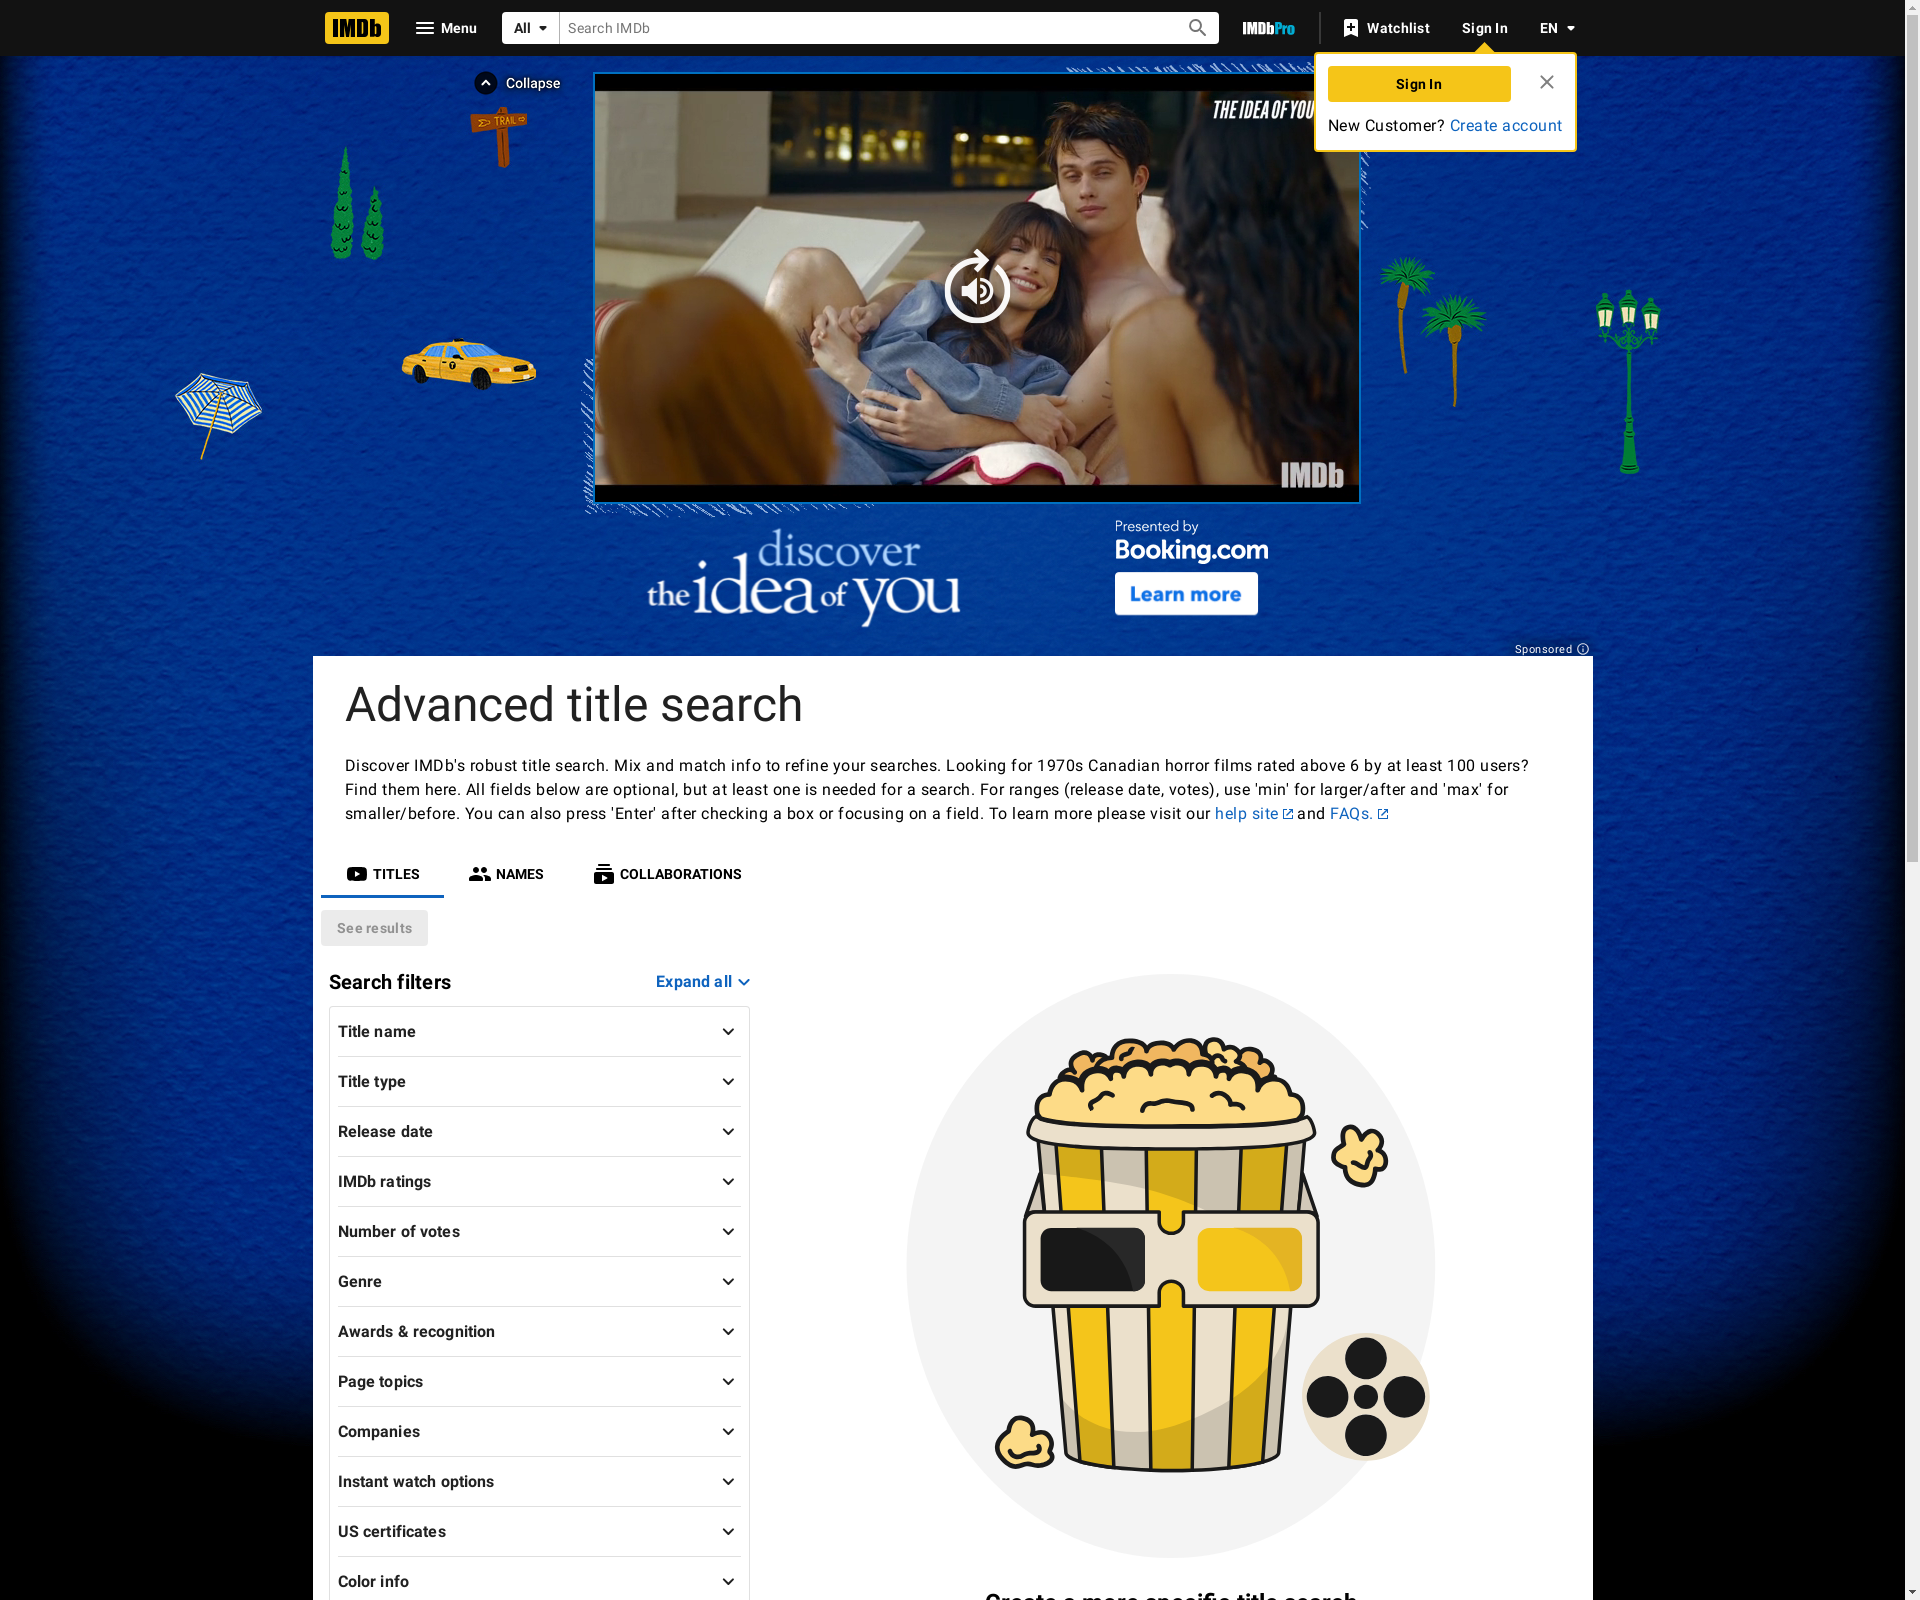 IMDb
Menu
All
Search IMDb
IMDbPro
Watchlist
Sign In
EN
Collapse
TRAIL
THE IDEA OF YOU
Sign In
New Customer? Create account
IMDb
discover
the idea of you
Presented by
Booking.com
Learn more
Sponsored
Advanced title search
Discover IMDb's robust title search. Mix and match info to refine your searches. Looking for 1970s Canadian horror films rated above 6 by at least 100 users?
Find them here. All fields below are optional, but at least one is needed for a search. For ranges (release date, votes), use 'min' for larger/after and 'max' for
smaller/before. You can also press 'Enter' after checking a box or focusing on a field. To learn more please visit our help site and FAQs.
TITLES
NAMES
COLLABORATIONS
See results
Search filters
Expand all
Title name
Title type
Release date
IMDb ratings
Number of votes
Genre
Awards & recognition
Page topics
Companies
Instant watch options
US certificates
Color info
Create a more specific title search